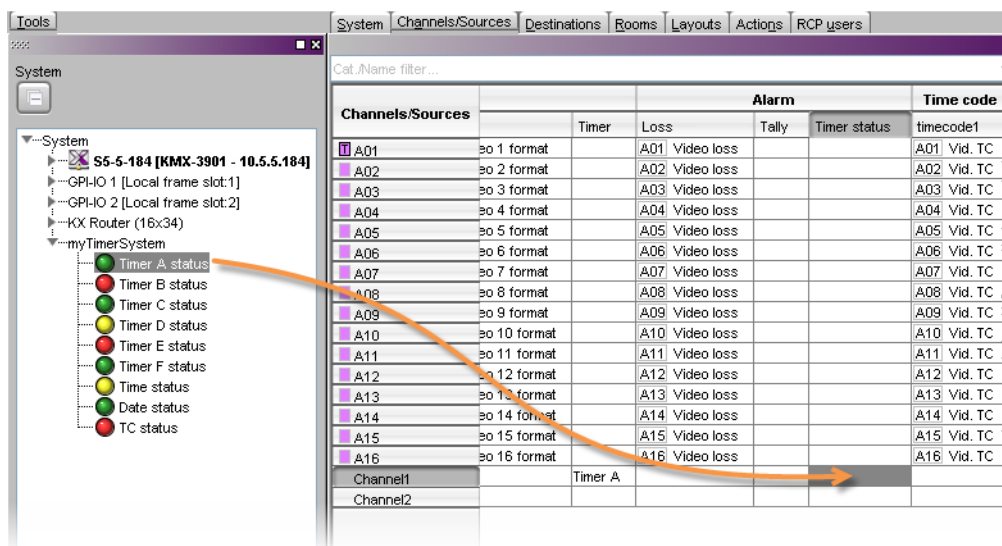 Tools
System Channels/Sources Destinations Rooms Layouts Actions RCP users
System
Cat./Name filter...
System
S5-5-184 [KMX-3901 - 10.5.5.184]
GPI-IO 1 [Local frame slot:1]
GPI-IO 2 [Local frame slot:2]
KX Router (16x34)
myTimerSystem
Timer A status
Timer B status
Timer C status
Timer D status
Timer E status
Timer F status
Time status
Date status
TC status
Channels/Sources Alarm Time code
Timer Loss Tally Timer status timecode1
T A01 eo 1 format A01 Video loss A01 Vid. TC
A02 eo 2 format A02 Video loss A02 Vid. TC
A03 eo 3 format A03 Video loss A03 Vid. TC
A04 eo 4 format A04 Video loss A04 Vid. TC
A05 eo 5 format A05 Video loss A05 Vid. TC
A06 eo 6 format A06 Video loss A06 Vid. TC
A07 eo 7 format A07 Video loss A07 Vid. TC
A08 eo 8 format A08 Video loss A08 Vid. TC
A09 eo 9 format A09 Video loss A09 Vid. TC
A10 eo 10 format A10 Video loss A10 Vid. TC
A11 eo 11 format A11 Video loss A11 Vid. TC
A12 eo 12 format A12 Video loss A12 Vid. TC
A13 eo 13 format A13 Video loss A13 Vid. TC
A14 eo 14 format A14 Video loss A14 Vid. TC
A15 eo 15 format A15 Video loss A15 Vid. TC
A16 eo 16 format A16 Video loss A16 Vid. TC
Channel1 Timer A
Channel2